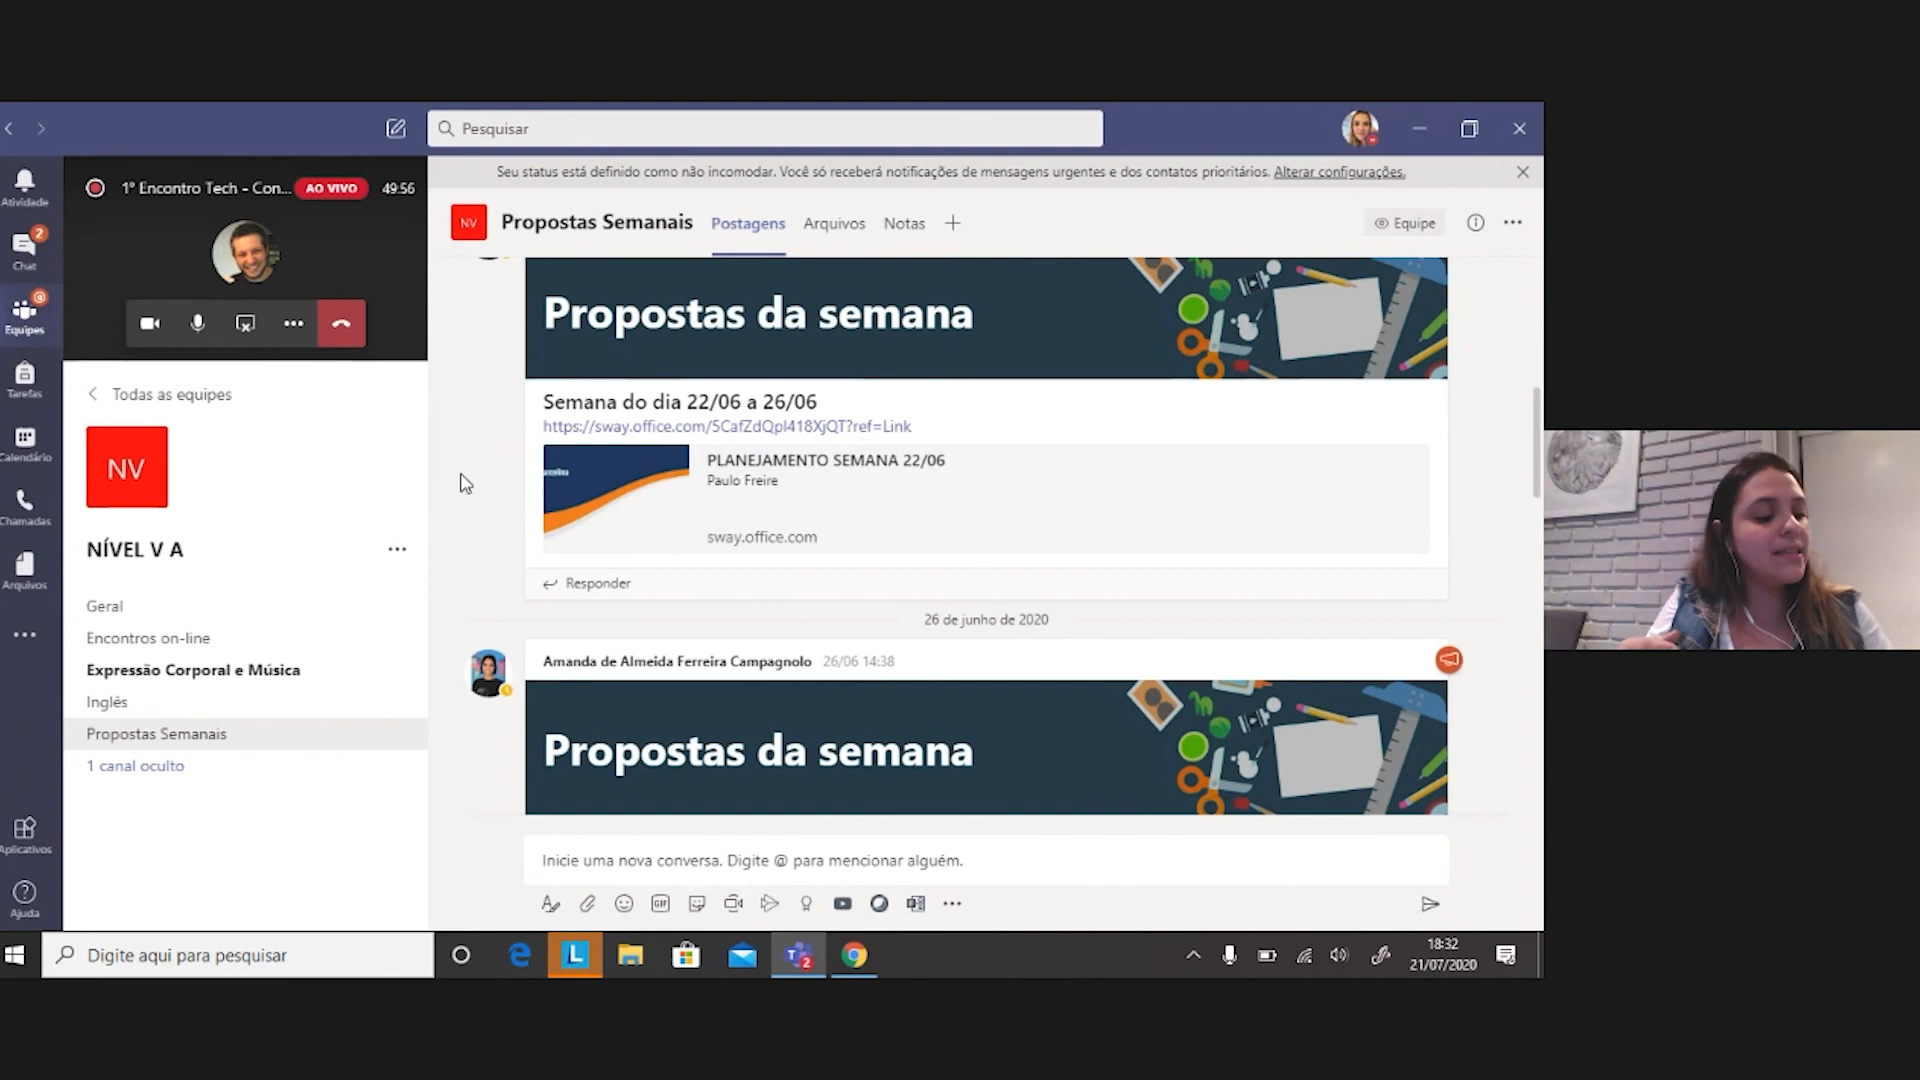 Pesquisar
Seu status está definido como não incomodar. Você só receberá notificações de mensagens urgentes e dos contatos prioritários. Alterar configurações.
Atividade
2
Chat
Equipes
Tarefas
Calendário
Chamadas
Arquivos
Aplicativos
Ajuda
1º Encontro Tech - Con... AO VIVO 49:56
Todas as equipes
NV
NÍVEL V A
Geral
Encontros on-line
Expressão Corporal e Música
Inglês
Propostas Semanais
1 canal oculto
NV Propostas Semanais Postagens Arquivos Notas Equipe
Propostas da semana
Semana do dia 22/06 a 26/06
https://sway.office.com/5CafZdQpl418XjQT?ref=Link
PLANEJAMENTO SEMANA 22/06
Paulo Freire
sway.office.com
Responder
26 de junho de 2020
Amanda de Almeida Ferreira Campagnolo 26/06 14:38
Propostas da semana
Inicie uma nova conversa. Digite @ para mencionar alguém.
GIF
Digite aqui para pesquisar
L
2
18:32
21/07/2020